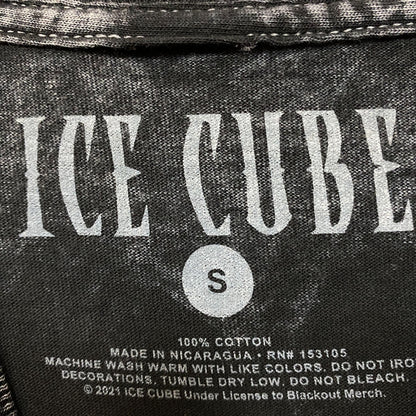 ICE CUBE
S
100% COTTON
MADE IN NICARAGUA • RN# 153105
MACHINE WASH WARM WITH LIKE COLORS. DO NOT IRON
DECORATIONS. TUMBLE DRY LOW. DO NOT BLEACH
© 2021 ICE CUBE Under License to Blackout Merch.